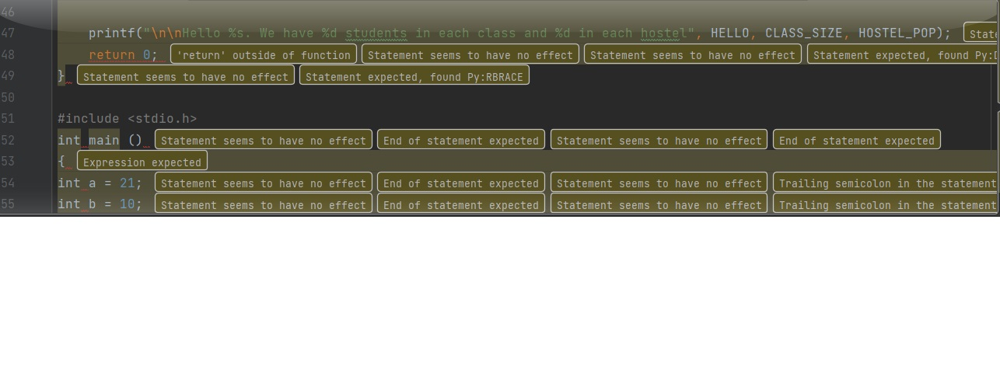 46
47 printf("\n\nHello %s. We have %d students in each class and %d in each hostel", HELLO, CLASS_SIZE, HOSTEL_POP);
48 return 0; 'return' outside of function Statement seems to have no effect Statement seems to have no effect Statement expected, found
49 } Statement seems to have no effect Statement expected, found Py:RBRACE
50
51 #include <stdio.h>
52 int main () Statement seems to have no effect End of statement expected Statement seems to have no effect End of statement expected
53 { Expression expected
54 int a = 21; Statement seems to have no effect End of statement expected Statement seems to have no effect Trailing semicolon in the statement
55 int b = 10; Statement seems to have no effect End of statement expected Statement seems to have no effect Trailing semicolon in the statement